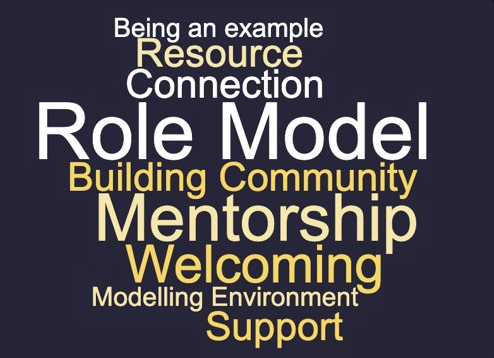 Being an example
Resource
Connection
Role Model
Building Community
Mentorship
Welcoming
Modelling Environment
Support